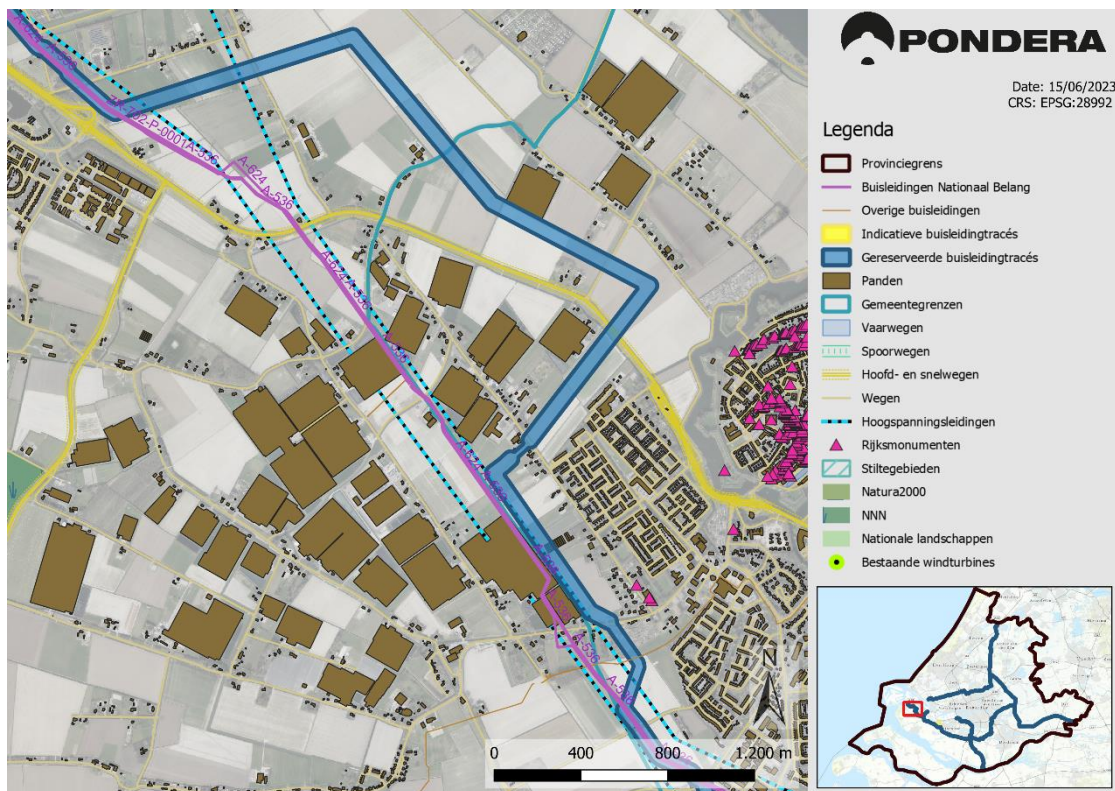 PONDERA
Date: 15/06/2023
CRS: EPSG:28992
Legenda
Provinciegrens
Buisleidingen Nationaal Belang
Overige buisleidingen
Indicatieve buisleidingtracés
Gereserveerde buisleidingtracés
Panden
Gemeentegrenzen
Vaarwegen
Spoorwegen
Hoofd- en snelwegen
Wegen
Hoogspanningsleidingen
Rijksmonumenten
Stiltegebieden
Natura2000
NNN
Nationale landschappen
Bestaande windturbines
A-624
A-536
A-624 A-536
A-536
N
0 400 800 1.200 m